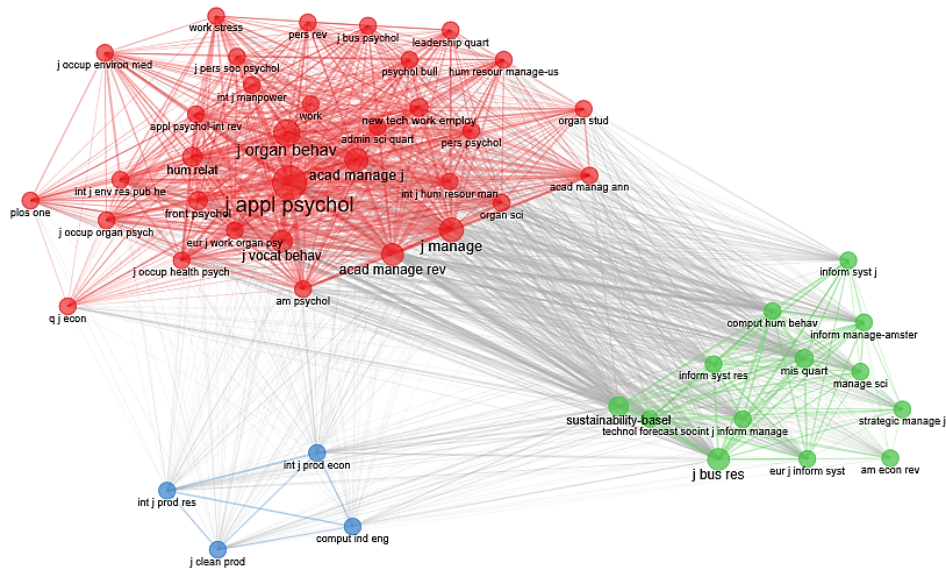 work stress
pers rev
j bus psychol
leadership quart
j occup environ med
j pers soc psychol
psychol bull
hum resour manage-us
int j manpower
work
new tech work employ
organ stud
appl psychol-int rev
admin sci quart
pers psychol
j organ behav
hum relat
acad manage j
int j env res pub he
int j hum resour man
acad manag ann
plos one
front psychol
j appl psychol
organ sci
j occup organ psych
eur j work organ psy
j manage
j vocat behav
j occup health psych
acad manage rev
am psychol
q j econ
inform syst j
comput hum behav
inform manage-amster
inform syst res
mis quart
manage sci
sustainability-basel
technol forecast soc
int j inform manage
strategic manage j
j bus res
eur j inform syst
am econ rev
int j prod econ
int j prod res
comput ind eng
j clean prod